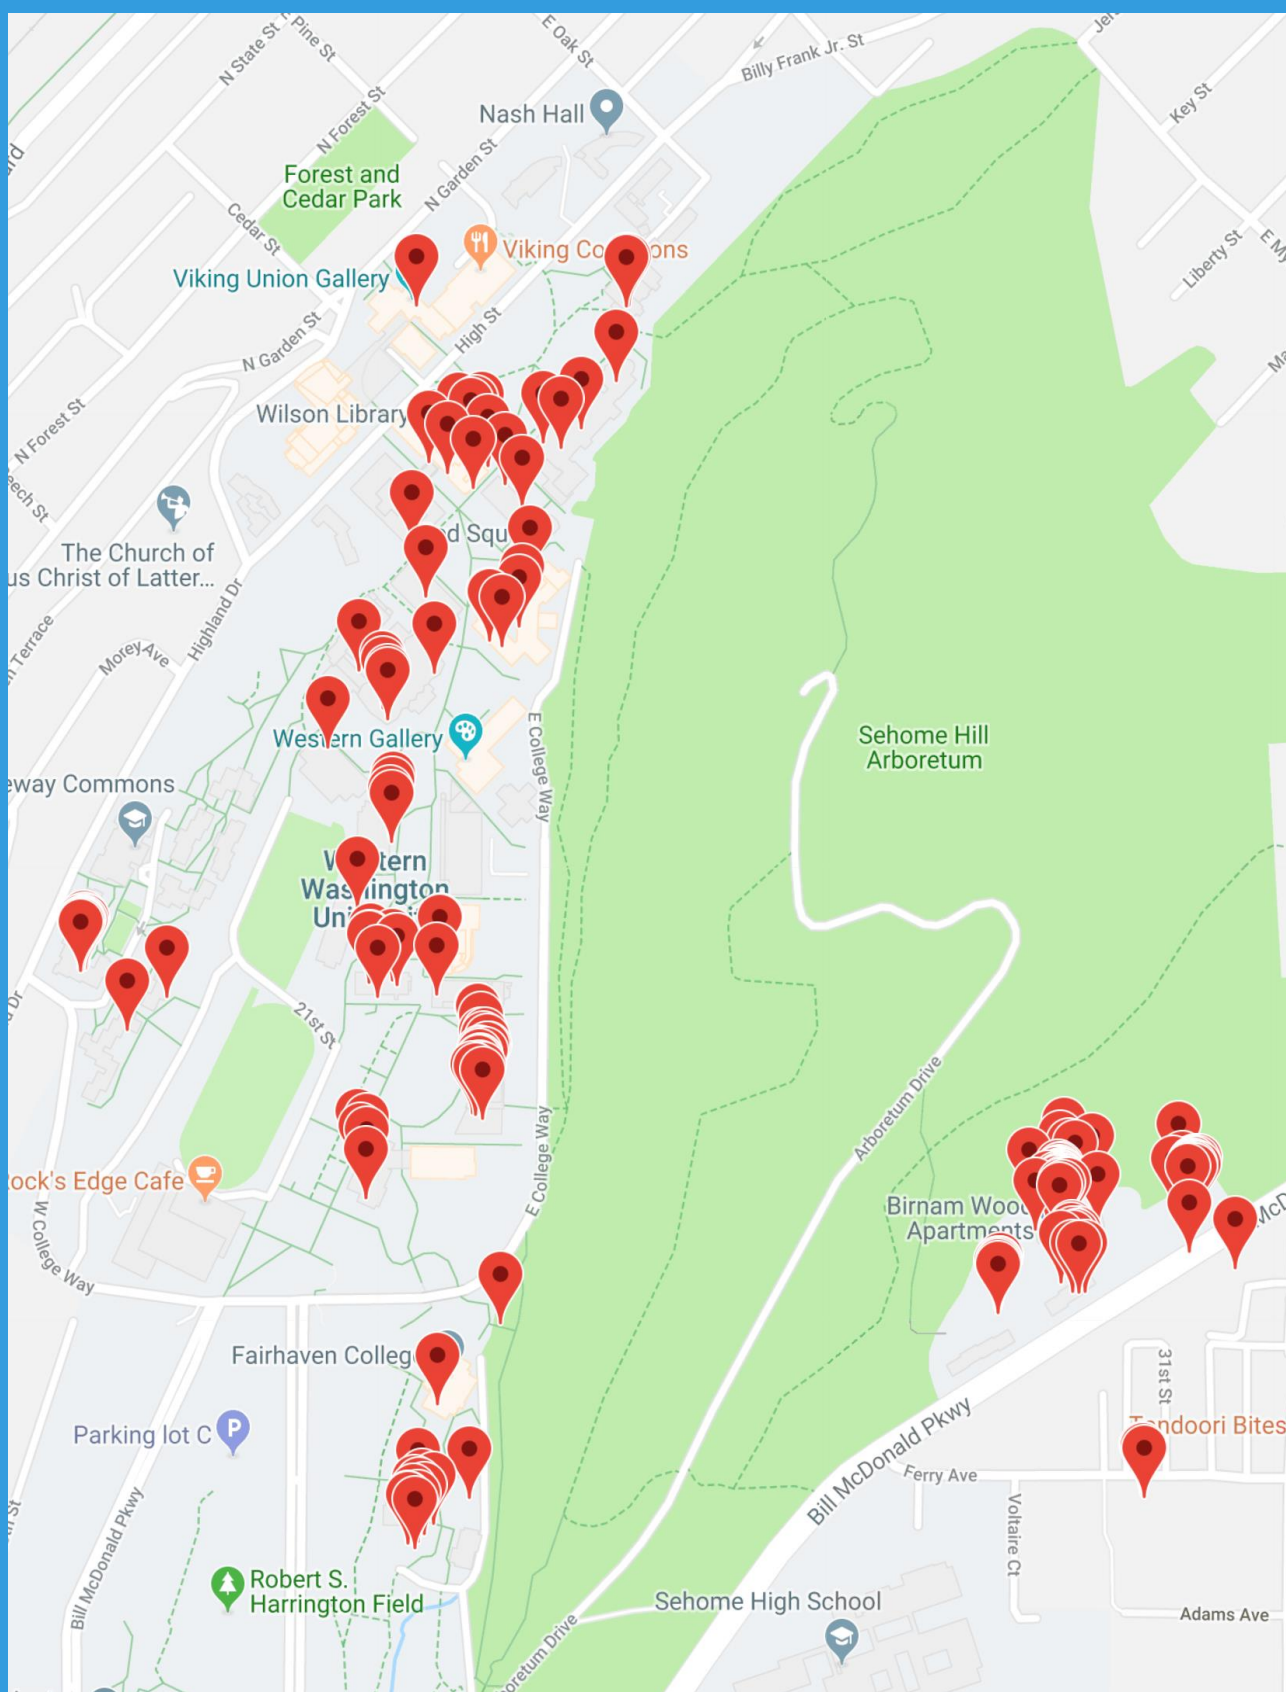 N State St
Pine St
E Oak St
Billy Frank Jr. St
Key St
N Forest St
Nash Hall
Forest and
Cedar Park
N Garden St
Cedar St
Liberty St
Viking Union Gallery
N Garden St
High St
N Forest St
Wilson Library
The Church of
us Christ of Latter...
Highland Dr
Morey Ave
Terrace
Western Gallery
E College Way
Sehome Hill
Arboretum
eway Commons
Washington
21st St
Arboretum Drive
ock's Edge Cafe
W College Way
E College Way
Birnam Wood
Apartments
Fairhaven College
31st St
Parking lot C
Bill McDonald Pkwy
Ferry Ave
Voltaire Ct
Bill McDonald Pkwy
Robert S.
Harrington Field
Sehome High School
Adams Ave
Arboretum Drive